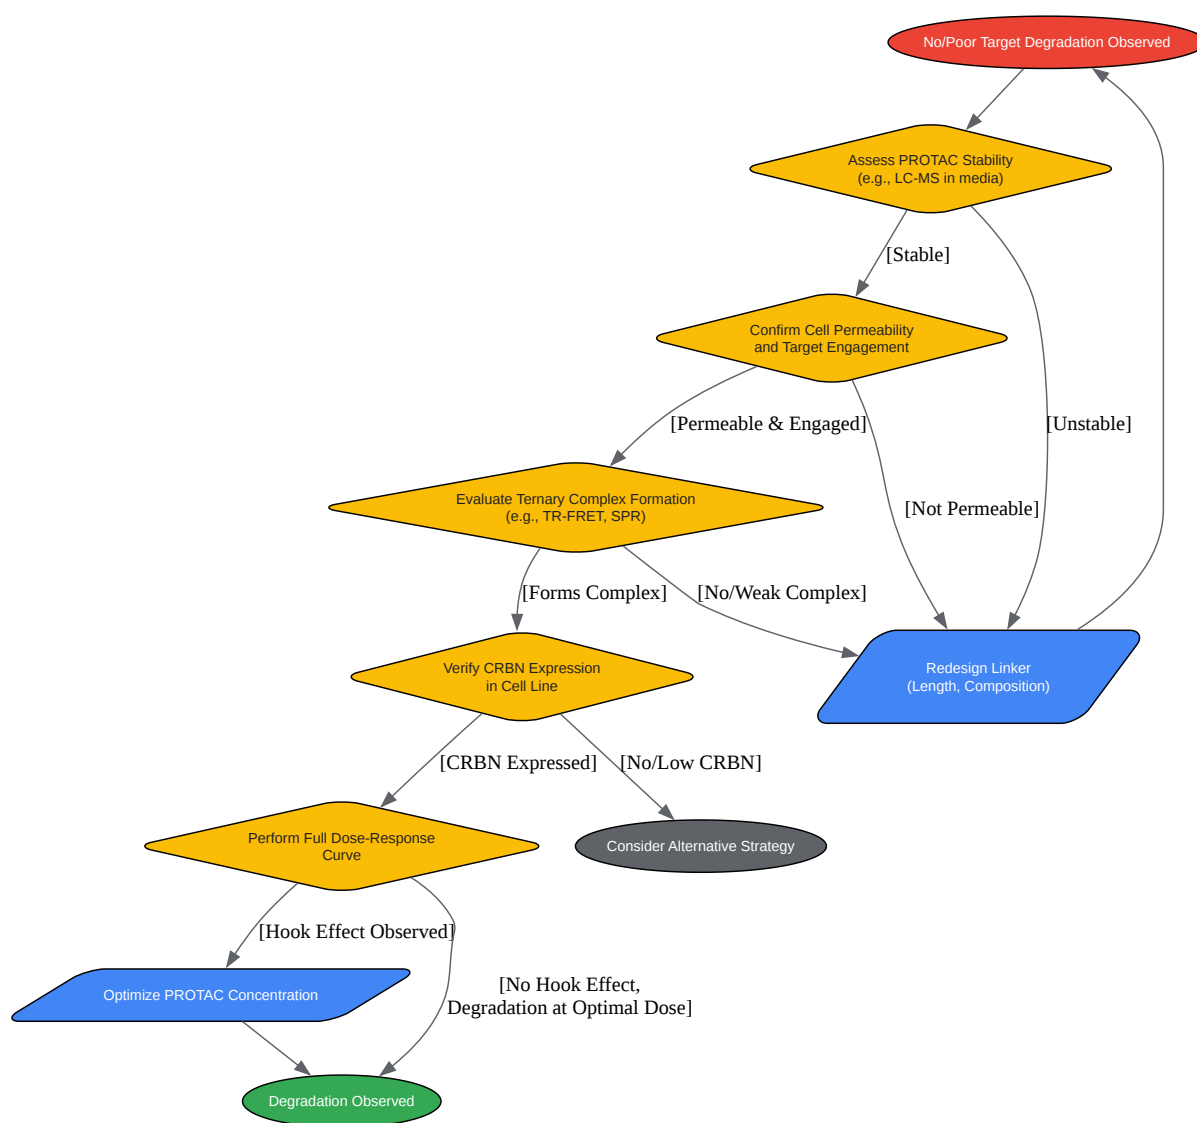 No/Poor Target Degradation Observed
Assess PROTAC Stability
(e.g., LC-MS in media)
[Stable]
Confirm Cell Permeability
and Target Engagement
[Permeable & Engaged]
[Unstable]
Evaluate Ternary Complex Formation
(e.g., TR-FRET, SPR)
[Not Permeable]
[Forms Complex]
[No/Weak Complex]
Verify CRBN Expression
in Cell Line
Redesign Linker
(Length, Composition)
[CRBN Expressed]
[No/Low CRBN]
Perform Full Dose-Response
Curve
Consider Alternative Strategy
[Hook Effect Observed]
Optimize PROTAC Concentration
[No Hook Effect,
Degradation at Optimal Dose]
Degradation Observed